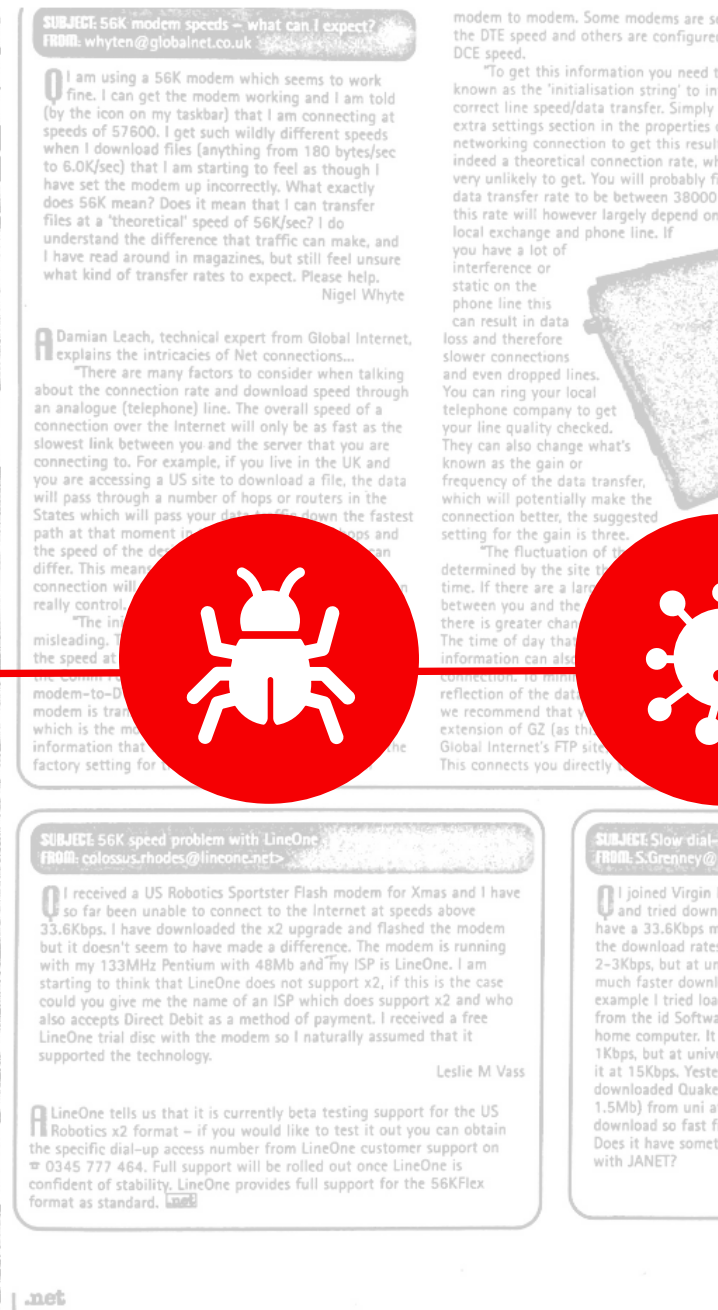 SUBJECT: 56K modem speeds – what can I expect?
FROM: whyten@globalnet.co.uk
Q I am using a 56K modem which seems to work
fine. I can get the modem working and I am told
(by the icon on my taskbar) that I am connecting at
speeds of 57600. I get such wildly different speeds
when I download files (anything from 180 bytes/sec
to 6.0K/sec) that I am starting to feel as though I
have set the modem up incorrectly. What exactly
does 56K mean? Does it mean that I can transfer
files at a 'theoretical' speed of 56K/sec? I do
understand the difference that traffic can make, and
I have read around in magazines, but still feel unsure
what kind of transfer rates to expect. Please help.
Nigel Whyte
A Damian Leach, technical expert from Global Internet,
explains the intricacies of Net connections...
"There are many factors to consider when talking
about the connection rate and download speed through
an analogue (telephone) line. The overall speed of a
connection over the Internet will only be as fast as the
slowest link between you and the server that you are
connecting to. For example, if you live in the UK and
you are accessing a US site to download a file, the data
will pass through a number of hops or routers in the
States which will pass your data traffic down the fastest
path at that moment in ops and
the speed of the des can
differ. This means
connection will n
really control.
"The ini
misleading. T
the speed at
the Comm Po
modem-to-D
modem is tran
which is the mo
information that the
factory setting for t
modem to modem. Some modems are se
the DTE speed and others are configured
DCE speed.
"To get this information you need t
known as the 'initialisation string' to in
correct line speed/data transfer. Simply
extra settings section in the properties
networking connection to get this result
indeed a theoretical connection rate, wh
very unlikely to get. You will probably fi
data transfer rate to be between 38000
this rate will however largely depend on
local exchange and phone line. If
you have a lot of
interference or
static on the
phone line this
can result in data
loss and therefore
slower connections
and even dropped lines.
You can ring your local
telephone company to get
your line quality checked.
They can also change what's
known as the gain or
frequency of the data transfer,
which will potentially make the
connection better, the suggested
setting for the gain is three.
"The fluctuation of th
determined by the site th
time. If there are a larg
between you and the
there is greater chan
The time of day that
information can also
connection. To minim
reflection of the data
we recommend that y
extension of GZ (as this
Global Internet's FTP site
This connects you directly t
SUBJECT: 56K speed problem with LineOne
FROM: colossus.rhodes@lineone.net>
Q I received a US Robotics Sportster Flash modem for Xmas and I have
so far been unable to connect to the Internet at speeds above
33.6Kbps. I have downloaded the x2 upgrade and flashed the modem
but it doesn't seem to have made a difference. The modem is running
with my 133MHz Pentium with 48Mb and my ISP is LineOne. I am
starting to think that LineOne does not support x2, if this is the case
could you give me the name of an ISP which does support x2 and who
also accepts Direct Debit as a method of payment. I received a free
LineOne trial disc with the modem so I naturally assumed that it
supported the technology.
Leslie M Vass
A LineOne tells us that it is currently beta testing support for the US
Robotics x2 format – if you would like to test it out you can obtain
the specific dial-up access number from LineOne customer support on
☎ 0345 777 464. Full support will be rolled out once LineOne is
confident of stability. LineOne provides full support for the 56KFlex
format as standard. .net
SUBJECT: Slow dial-
FROM: S.Grenney@
Q I joined Virgin
and tried down
have a 33.6Kbps m
the download rates
2-3Kbps, but at un
much faster downl
example I tried loa
from the id Softwa
home computer. It
1Kbps, but at unive
it at 15Kbps. Yeste
downloaded Quake
1.5Mb) from uni a
download so fast f
Does it have somet
with JANET?
.net